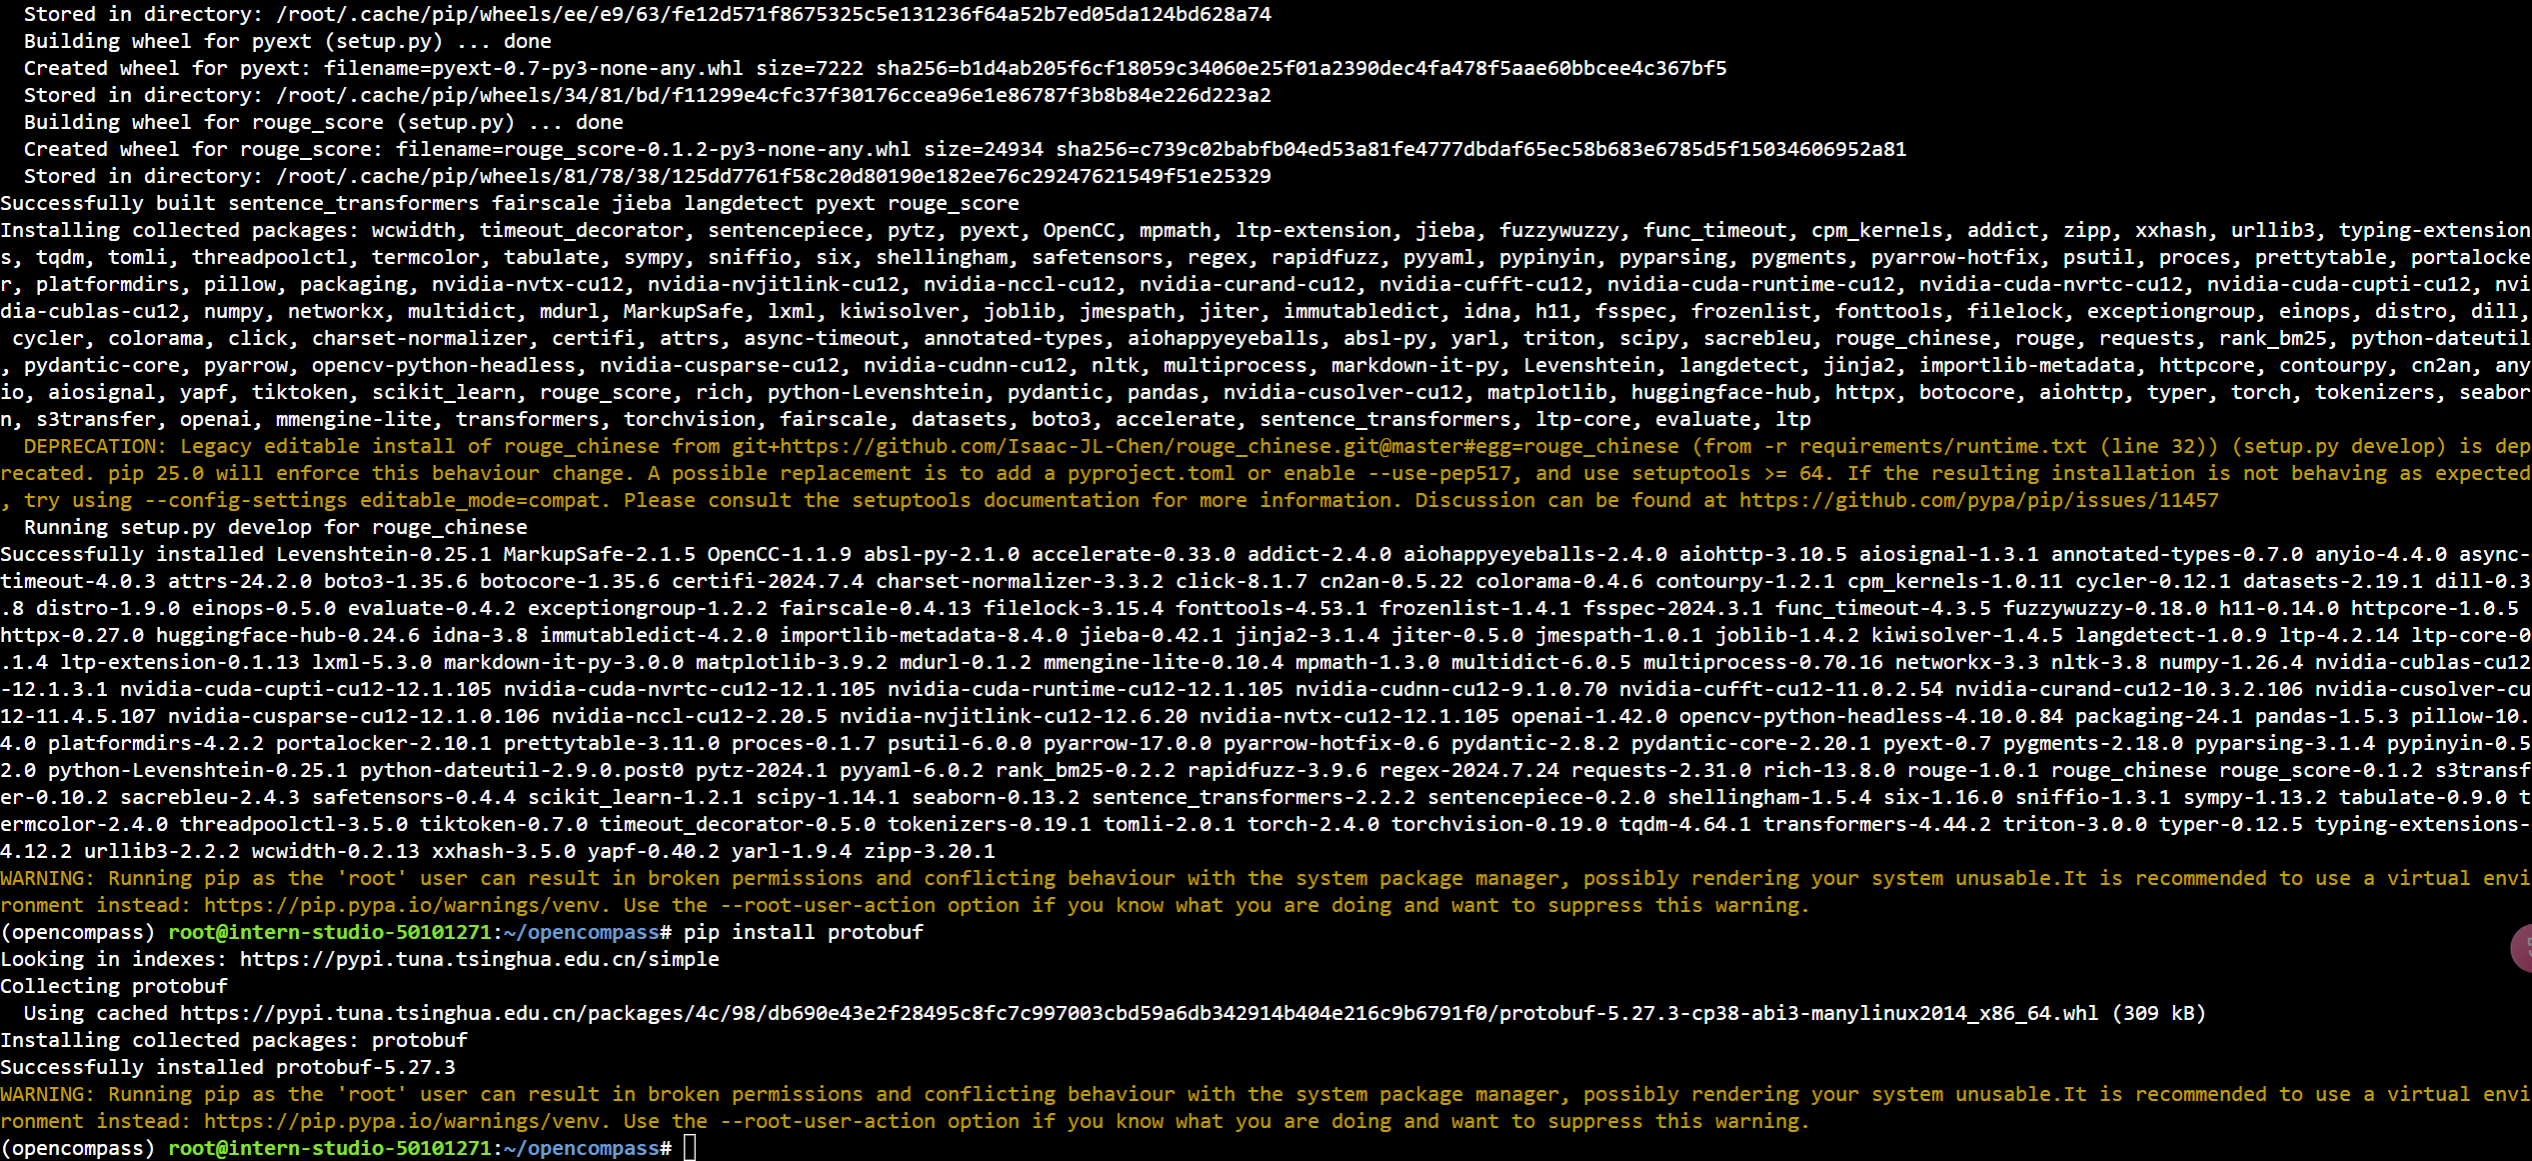 Stored in directory: /root/.cache/pip/wheels/ee/e9/63/fe12d571f8675325c5e131236f64a52b7ed05da124bd628a74
Building wheel for pyext (setup.py) ... done
Created wheel for pyext: filename=pyext-0.7-py3-none-any.whl size=7222 sha256=b1d4ab205f6cf18059c34060e25f01a2390dec4fa478f5aae60bbcee4c367bf5
Stored in directory: /root/.cache/pip/wheels/34/81/bd/f11299e4cfc37f30176ccea96e1e86787f3b8b84e226d223a2
Building wheel for rouge_score (setup.py) ... done
Created wheel for rouge_score: filename=rouge_score-0.1.2-py3-none-any.whl size=24934 sha256=c739c02babfb04ed53a81fe4777dbdaf65ec58b683e6785d5f15034606952a81
Stored in directory: /root/.cache/pip/wheels/81/78/38/125dd7761f58c20d80190e182ee76c29247621549f51e25329
Successfully built sentence_transformers fairscale jieba langdetect pyext rouge_score
Installing collected packages: wcwidth, timeout_decorator, sentencepiece, pytz, pyext, OpenCC, mpmath, ltp-extension, jieba, fuzzywuzzy, func_timeout, cpm_kernels, addict, zipp, xxhash, urllib3, typing-extension
s, tqdm, tomli, threadpoolctl, termcolor, tabulate, sympy, sniffio, six, shellingham, safetensors, regex, rapidfuzz, pyyaml, pypinyin, pyparsing, pygments, pyarrow-hotfix, psutil, proces, prettytable, portalocke
r, platformdirs, pillow, packaging, nvidia-nvtx-cu12, nvidia-nvjitlink-cu12, nvidia-nccl-cu12, nvidia-curand-cu12, nvidia-cufft-cu12, nvidia-cuda-runtime-cu12, nvidia-cuda-nvrtc-cu12, nvidia-cuda-cupti-cu12, nvi
dia-cublas-cu12, numpy, networkx, multidict, mdurl, MarkupSafe, lxml, kiwisolver, joblib, jmespath, jiter, immutabledict, idna, h11, fsspec, frozenlist, fonttools, filelock, exceptiongroup, einops, distro, dill,
cycler, colorama, click, charset-normalizer, certifi, attrs, async-timeout, annotated-types, aiohappyeyeballs, absl-py, yarl, triton, scipy, sacrebleu, rouge_chinese, rouge, requests, rank_bm25, python-dateutil
, pydantic-core, pyarrow, opencv-python-headless, nvidia-cusparse-cu12, nvidia-cudnn-cu12, nltk, multiprocess, markdown-it-py, Levenshtein, langdetect, jinja2, importlib-metadata, httpcore, contourpy, cn2an, any
io, aiosignal, yapf, tiktoken, scikit_learn, rouge_score, rich, python-Levenshtein, pydantic, pandas, nvidia-cusolver-cu12, matplotlib, huggingface-hub, httpx, botocore, aiohttp, typer, torch, tokenizers, seabor
n, s3transfer, openai, mmengine-lite, transformers, torchvision, fairscale, datasets, boto3, accelerate, sentence_transformers, ltp-core, evaluate, ltp
DEPRECATION: Legacy editable install of rouge_chinese from git+https://github.com/Isaac-JL-Chen/rouge_chinese.git@master#egg=rouge_chinese (from -r requirements/runtime.txt (line 32)) (setup.py develop) is dep
recated. pip 25.0 will enforce this behaviour change. A possible replacement is to add a pyproject.toml or enable --use-pep517, and use setuptools >= 64. If the resulting installation is not behaving as expected
, try using --config-settings editable_mode=compat. Please consult the setuptools documentation for more information. Discussion can be found at https://github.com/pypa/pip/issues/11457
Running setup.py develop for rouge_chinese
Successfully installed Levenshtein-0.25.1 MarkupSafe-2.1.5 OpenCC-1.1.9 absl-py-2.1.0 accelerate-0.33.0 addict-2.4.0 aiohappyeyeballs-2.4.0 aiohttp-3.10.5 aiosignal-1.3.1 annotated-types-0.7.0 anyio-4.4.0 async-
timeout-4.0.3 attrs-24.2.0 boto3-1.35.6 botocore-1.35.6 certifi-2024.7.4 charset-normalizer-3.3.2 click-8.1.7 cn2an-0.5.22 colorama-0.4.6 contourpy-1.2.1 cpm_kernels-1.0.11 cycler-0.12.1 datasets-2.19.1 dill-0.3
.8 distro-1.9.0 einops-0.5.0 evaluate-0.4.2 exceptiongroup-1.2.2 fairscale-0.4.13 filelock-3.15.4 fonttools-4.53.1 frozenlist-1.4.1 fsspec-2024.3.1 func_timeout-4.3.5 fuzzywuzzy-0.18.0 h11-0.14.0 httpcore-1.0.5
httpx-0.27.0 huggingface-hub-0.24.6 idna-3.8 immutabledict-4.2.0 importlib-metadata-8.4.0 jieba-0.42.1 jinja2-3.1.4 jiter-0.5.0 jmespath-1.0.1 joblib-1.4.2 kiwisolver-1.4.5 langdetect-1.0.9 ltp-4.2.14 ltp-core-0
.1.4 ltp-extension-0.1.13 lxml-5.3.0 markdown-it-py-3.0.0 matplotlib-3.9.2 mdurl-0.1.2 mmengine-lite-0.10.4 mpmath-1.3.0 multidict-6.0.5 multiprocess-0.70.16 networkx-3.3 nltk-3.8 numpy-1.26.4 nvidia-cublas-cu12
-12.1.3.1 nvidia-cuda-cupti-cu12-12.1.105 nvidia-cuda-nvrtc-cu12-12.1.105 nvidia-cuda-runtime-cu12-12.1.105 nvidia-cudnn-cu12-9.1.0.70 nvidia-cufft-cu12-11.0.2.54 nvidia-curand-cu12-10.3.2.106 nvidia-cusolver-cu
12-11.4.5.107 nvidia-cusparse-cu12-12.1.0.106 nvidia-nccl-cu12-2.20.5 nvidia-nvjitlink-cu12-12.6.20 nvidia-nvtx-cu12-12.1.105 openai-1.42.0 opencv-python-headless-4.10.0.84 packaging-24.1 pandas-1.5.3 pillow-10.
4.0 platformdirs-4.2.2 portalocker-2.10.1 prettytable-3.11.0 proces-0.1.7 psutil-6.0.0 pyarrow-17.0.0 pyarrow-hotfix-0.6 pydantic-2.8.2 pydantic-core-2.20.1 pyext-0.7 pygments-2.18.0 pyparsing-3.1.4 pypinyin-0.5
2.0 python-Levenshtein-0.25.1 python-dateutil-2.9.0.post0 pytz-2024.1 pyyaml-6.0.2 rank_bm25-0.2.2 rapidfuzz-3.9.6 regex-2024.7.24 requests-2.31.0 rich-13.8.0 rouge-1.0.1 rouge_chinese rouge_score-0.1.2 s3transf
er-0.10.2 sacrebleu-2.4.3 safetensors-0.4.4 scikit_learn-1.2.1 scipy-1.14.1 seaborn-0.13.2 sentence_transformers-2.2.2 sentencepiece-0.2.0 shellingham-1.5.4 six-1.16.0 sniffio-1.3.1 sympy-1.13.2 tabulate-0.9.0 t
ermcolor-2.4.0 threadpoolctl-3.5.0 tiktoken-0.7.0 timeout_decorator-0.5.0 tokenizers-0.19.1 tomli-2.0.1 torch-2.4.0 torchvision-0.19.0 tqdm-4.64.1 transformers-4.44.2 triton-3.0.0 typer-0.12.5 typing-extensions-
4.12.2 urllib3-2.2.2 wcwidth-0.2.13 xxhash-3.5.0 yapf-0.40.2 yarl-1.9.4 zipp-3.20.1
WARNING: Running pip as the 'root' user can result in broken permissions and conflicting behaviour with the system package manager, possibly rendering your system unusable.It is recommended to use a virtual envi
ronment instead: https://pip.pypa.io/warnings/venv. Use the --root-user-action option if you know what you are doing and want to suppress this warning.
(opencompass) root@intern-studio-50101271:~/opencompass# pip install protobuf
Looking in indexes: https://pypi.tuna.tsinghua.edu.cn/simple
Collecting protobuf
Using cached https://pypi.tuna.tsinghua.edu.cn/packages/4c/98/db690e43e2f28495c8fc7c997003cbd59a6db342914b404e216c9b6791f0/protobuf-5.27.3-cp38-abi3-manylinux2014_x86_64.whl (309 kB)
Installing collected packages: protobuf
Successfully installed protobuf-5.27.3
WARNING: Running pip as the 'root' user can result in broken permissions and conflicting behaviour with the system package manager, possibly rendering your system unusable.It is recommended to use a virtual envi
ronment instead: https://pip.pypa.io/warnings/venv. Use the --root-user-action option if you know what you are doing and want to suppress this warning.
(opencompass) root@intern-studio-50101271:~/opencompass#